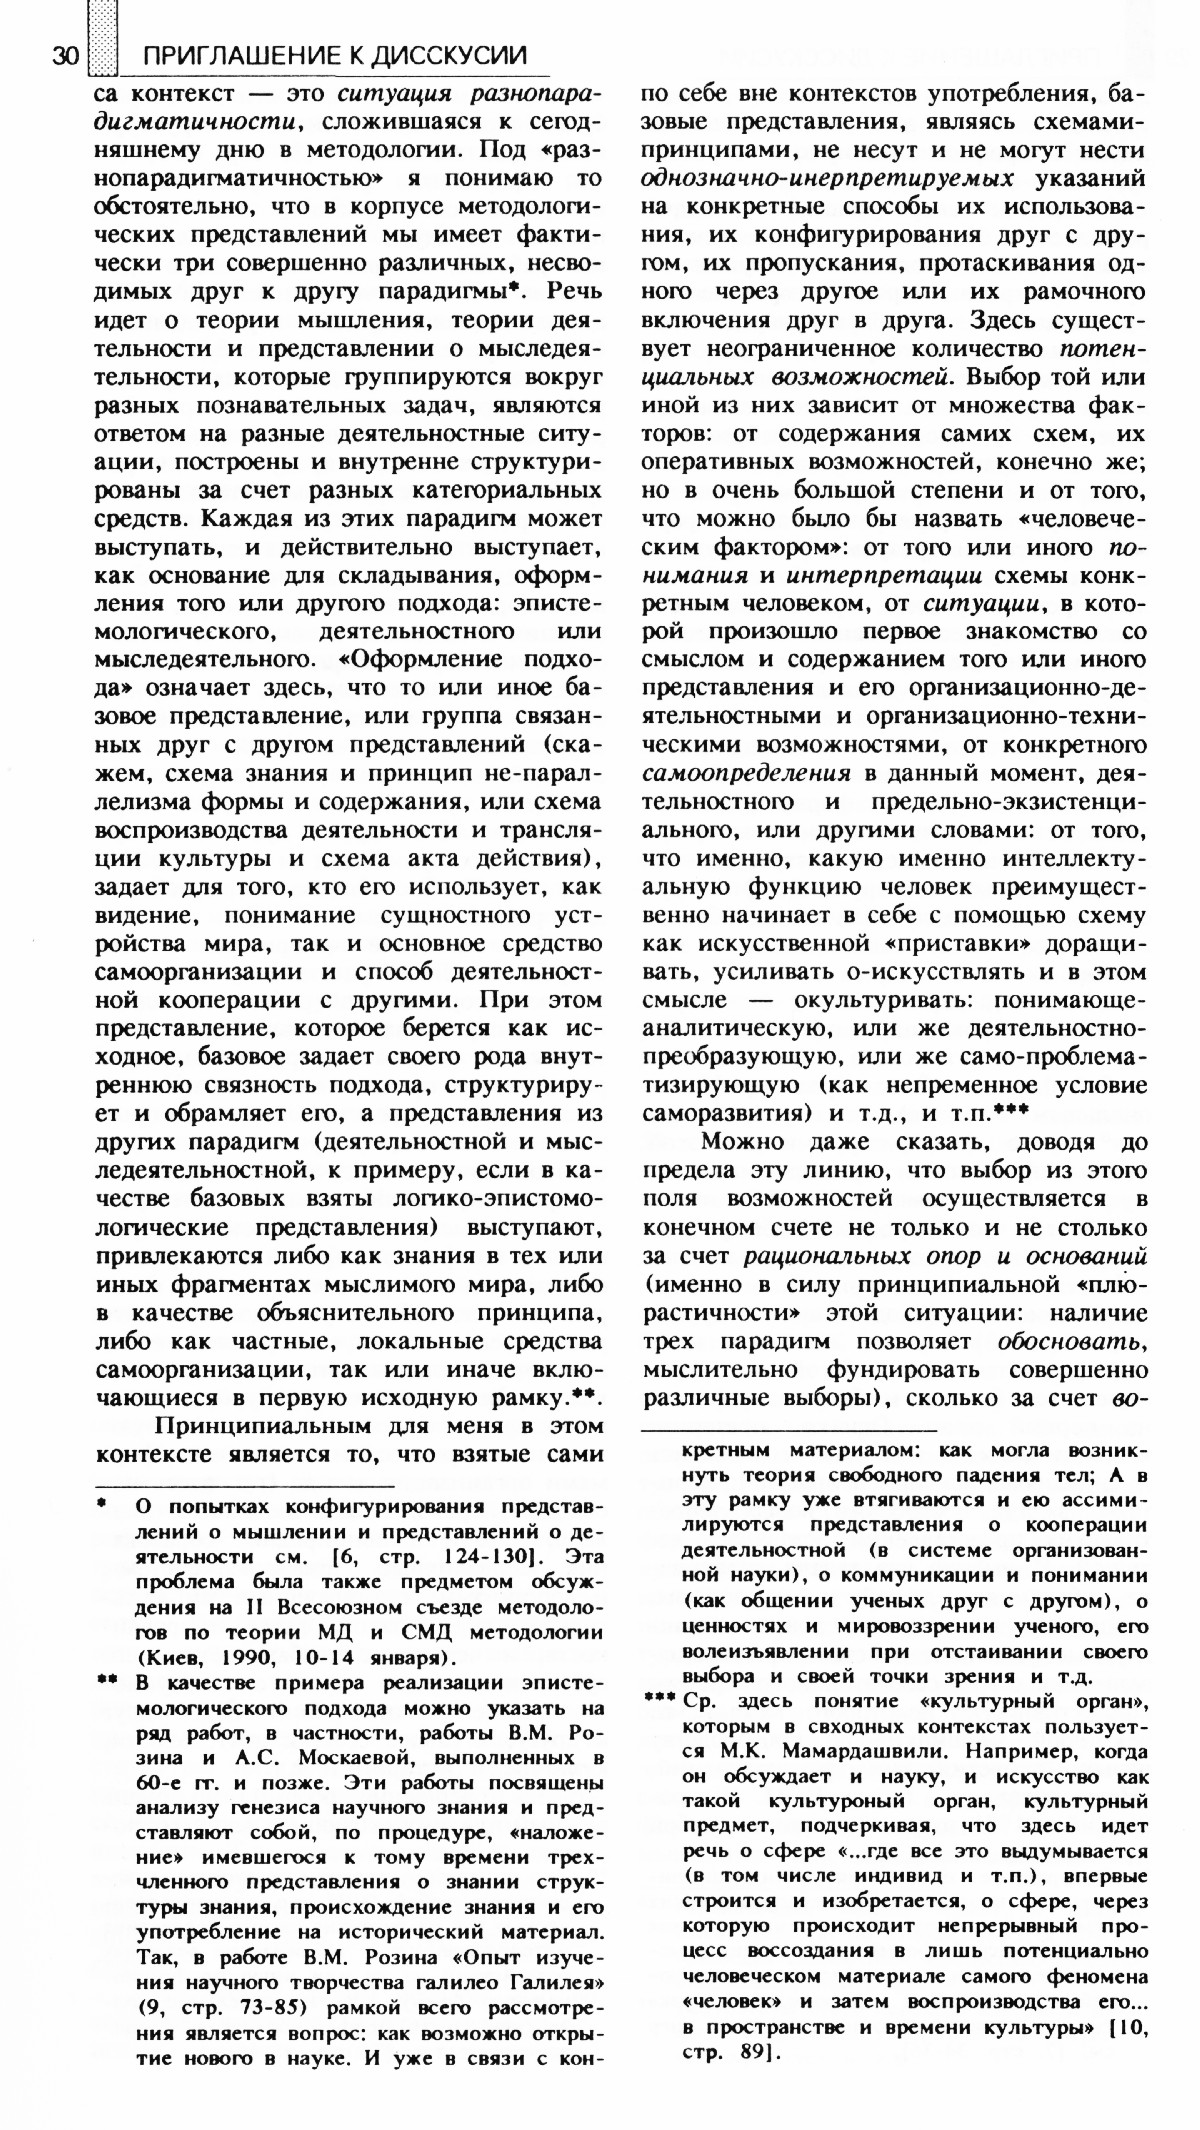 30
ПРИГЛАШЕНИЕ К ДИССКУСИИ
са контекст — это ситуация разнопара-
дигматичности, сложившаяся к сегод-
няшнему дню в методологии. Под «раз-
нопарадигматичностью» я понимаю то
обстоятельно, что в корпусе методологи-
ческих представлений мы имеет факти-
чески три совершенно различных, несво-
димых друг к другу парадигмы*. Речь
идет о теории мышления, теории дея-
тельности и представлении о мыследея-
тельности, которые группируются вокруг
разных познавательных задач, являются
ответом на разные деятельностные ситу-
ации, построены и внутренне структури-
рованы за счет разных категориальных
средств. Каждая из этих парадигм может
выступать, и действительно выступает,
как основание для складывания, оформ-
ления того или другого подхода: эписте-
мологического, деятельностного или
мыследеятельного. «Оформление подхо-
да» означает здесь, что то или иное ба-
зовое представление, или группа связан-
ных друг с другом представлений (ска-
жем, схема знания и принцип не-парал-
лелизма формы и содержания, или схема
воспроизводства деятельности и трансля-
ции культуры и схема акта действия),
задает для того, кто его использует, как
видение, понимание сущностного уст-
ройства мира, так и основное средство
самоорганизации и способ деятельност-
ной кооперации с другими. При этом
представление, которое берется как ис-
ходное, базовое задает своего рода внут-
реннюю связность подхода, структуриру-
ет и обрамляет его, а представления из
других парадигм (деятельностной и мыс-
ледеятельностной, к примеру, если в ка-
честве базовых взяты логико-эпистомо-
логические представления) выступают,
привлекаются либо как знания в тех или
иных фрагментах мыслимого мира, либо
в качестве объяснительного принципа,
либо как частные, локальные средства
самоорганизации, так или иначе вклю-
чающиеся в первую исходную рамку.**.
Принципиальным для меня в этом
контексте является то, что взятые сами
* О попытках конфигурирования представ-
лений о мышлении и представлений о де-
ятельности см. [6, стр. 124-130]. Эта
проблема была также предметом обсуж-
дения на II Всесоюзном съезде методоло-
гов по теории МД и СМД методологии
(Киев, 1990, 10-14 января).
** В качестве примера реализации эписте-
мологического подхода можно указать на
ряд работ, в частности, работы В.М. Ро-
зина и А.С. Москаевой, выполненных в
60-е гг. и позже. Эти работы посвящены
анализу генезиса научного знания и пред-
ставляют собой, по процедуре, «наложе-
ние» имевшегося к тому времени трех-
членного представления о знании струк-
туры знания, происхождение знания и его
употребление на исторический материал.
Так, в работе В.М. Розина «Опыт изуче-
ния научного творчества галилео Галилея»
(9, стр. 73-85) рамкой всего рассмотре-
ния является вопрос: как возможно откры-
тие нового в науке. И уже в связи с кон-
по себе вне контекстов употребления, ба-
зовые представления, являясь схемами-
принципами, не несут и не могут нести
однозначно-инерпретируемых указаний
на конкретные способы их использова-
ния, их конфигурирования друг с дру-
гом, их пропускания, протаскивания од-
ного через другое или их рамочного
включения друг в друга. Здесь сущест-
вует неограниченное количество потен-
циальных возможностей. Выбор той или
иной из них зависит от множества фак-
торов: от содержания самих схем, их
оперативных возможностей, конечно же;
но в очень большой степени и от того,
что можно было бы назвать «человече-
ским фактором»: от того или иного по-
нимания и интерпретации схемы конк-
ретным человеком, от ситуации, в кото-
рой произошло первое знакомство со
смыслом и содержанием того или иного
представления и его организационно-де-
ятельностными и организационно-техни-
ческими возможностями, от конкретного
самоопределения в данный момент, дея-
тельностного и предельно-экзистенци-
ального, или другими словами: от того,
что именно, какую именно интеллекту-
альную функцию человек преимущест-
венно начинает в себе с помощью схему
как искусственной «приставки» доращи-
вать, усиливать о-искусствлять и в этом
смысле — окультуривать: понимающе-
аналитическую, или же деятельностно-
преобразующую, или же само-проблема-
тизирующую (как непременное условие
саморазвития) и т.д., и т.п.***
Можно даже сказать, доводя до
предела эту линию, что выбор из этого
поля возможностей осуществляется в
конечном счете не только и не столько
за счет рациональных опор и оснований
(именно в силу принципиальной «плю-
растичности» этой ситуации: наличие
трех парадигм позволяет обосновать,
мыслительно фундировать совершенно
различные выборы), сколько за счет во-
кретным материалом: как могла возник-
нуть теория свободного падения тел; А в
эту рамку уже втягиваются и ею ассими-
лируются представления о кооперации
деятельностной (в системе организован-
ной науки), о коммуникации и понимании
(как общении ученых друг с другом), о
ценностях и мировоззрении ученого, его
волеизъявлении при отстаивании своего
выбора и своей точки зрения и т.д.
*** Ср. здесь понятие «культурный орган»,
которым в свходных контекстах пользует-
ся М.К. Мамардашвили. Например, когда
он обсуждает и науку, и искусство как
такой культуроный орган, культурный
предмет, подчеркивая, что здесь идет
речь о сфере «...где все это выдумывается
(в том числе индивид и т.п.), впервые
строится и изобретается, о сфере, через
которую происходит непрерывный про-
цесс воссоздания в лишь потенциально
человеческом материале самого феномена
«человек» и затем воспроизводства его...
в пространстве и времени культуры» [10,
стр. 89].